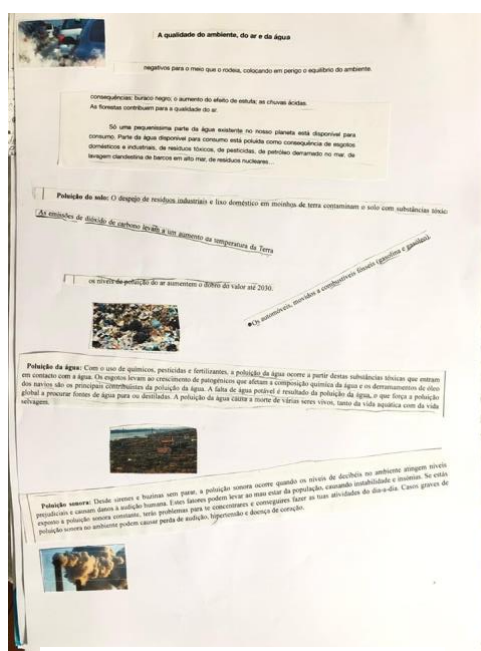 A qualidade do ambiente, do ar e da água
negativos para o meio que o rodeia, colocando em perigo o equilíbrio do ambiente.
consequências: buraco negro; o aumento do efeito de estufa; as chuvas ácidas.
As florestas contribuem para a qualidade do ar.
Só uma pequeníssima parte da água existente no nosso planeta está disponível para
consumo. Parte da água disponível para consumo está poluída como consequência de esgotos
domésticos e industriais, de resíduos tóxicos, de pesticidas, de petróleo derramado no mar, de
lavagem clandestina de barcos em alto mar, de resíduos nucleares…
Poluição do solo: O despejo de resíduos industriais e lixo doméstico em moinhos de terra contaminam o solo com substâncias tóxic
As emissões de dióxido de carbono levam a um aumento na temperatura da Terra
●Os automóveis, movidos a combustíveis fósseis (gasolina e gasóleo).
os níveis de poluição do ar aumentem o dobro do valor até 2030.
Poluição da água: Com o uso de químicos, pesticidas e fertilizantes, a poluição da água ocorre a partir destas substâncias tóxicas que entram
em contacto com a água. Os esgotos levam ao crescimento de patogénicos que afetam a composição química da água e os derramamentos de óleo
dos navios são os principais contribuintes da poluição da água. A falta de água potável é resultado da poluição da água, o que força a poluição
global a procurar fontes de água para ou destiladas. A poluição da água causa a morte de várias seres vivos, tanto da vida aquática com da vida
selvagem.
Poluição sonora: Desde sirenes e buzinas sem parar, a poluição sonora ocorre quando os níveis de decibéis no ambiente atingem níveis
prejudiciais e causam danos à audição humana. Estes fatores podem levar ao mau estar da população, causando instabilidade e insónias. Se estás
exposto à poluição sonora constante, terás problemas para te concentrares e conseguires fazer as tuas atividades do dia-a-dia. Casos graves de
poluição sonora no ambiente podem causar perda de audição, hipertensão e doença de coração.